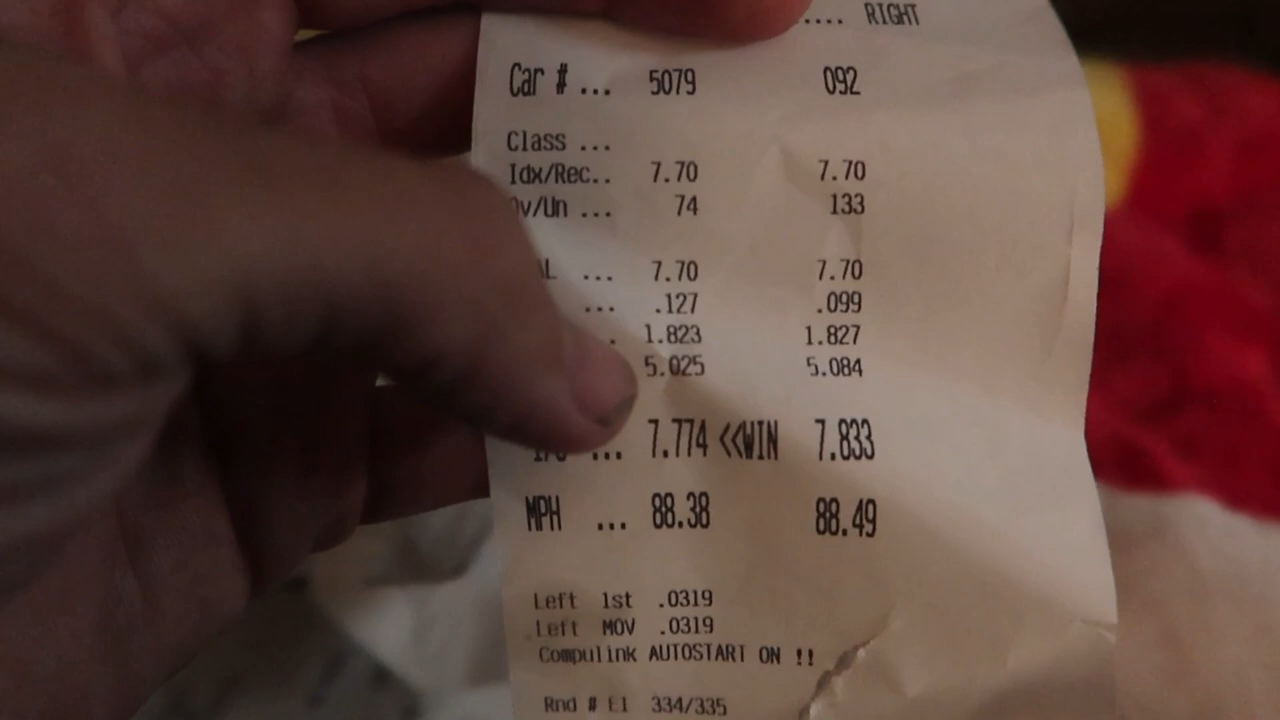 .... RIGHT
Car # ... 5079 092
Class ...
Idx/Rec.. 7.70 7.70
v/Un ... 74 133
L ... 7.70 7.70
... .127 .099
. 1.823 1.827
5.025 5.084
... 7.774 <<WIN 7.833
MPH ... 88.38 88.49
Left 1st .0319
Left MOV .0319
Compulink AUTOSTART ON !!
Rnd # E1 334/335